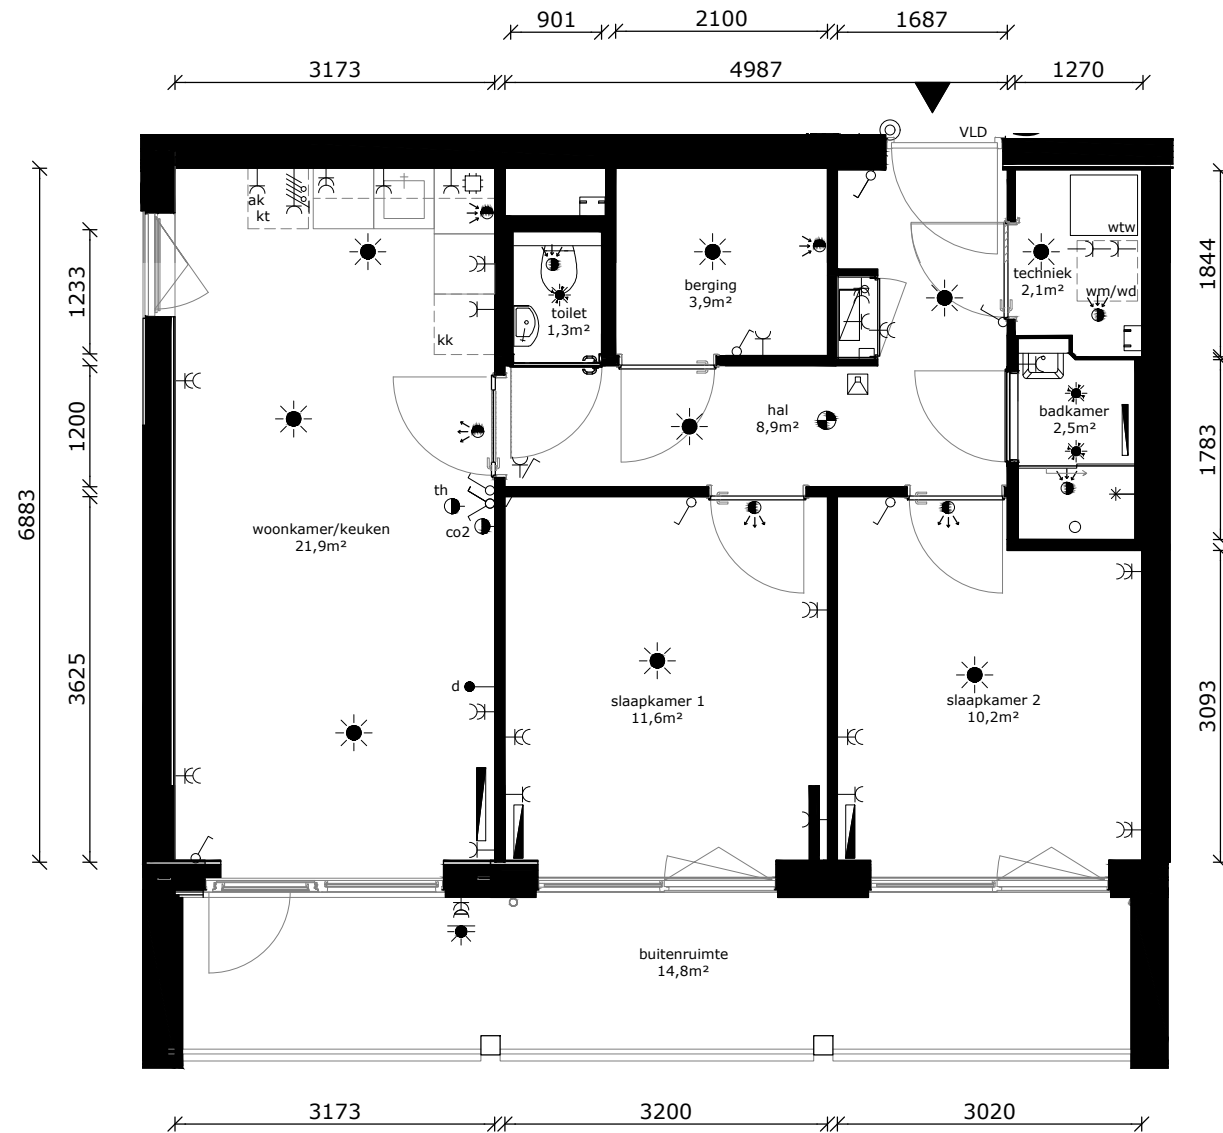 901
2100
1687
3173
4987
1270
VLD
ak
kt
wtw
berging
3,9m²
techniek
2,1m²
wm/wd
toilet
1,3m²
kk
1233
1844
1200
6883
hal
8,9m²
badkamer
2,5m²
1783
th
co2
woonkamer/keuken
21,9m²
3625
d
slaapkamer 1
11,6m²
slaapkamer 2
10,2m²
3093
buitenruimte
14,8m²
3173
3200
3020